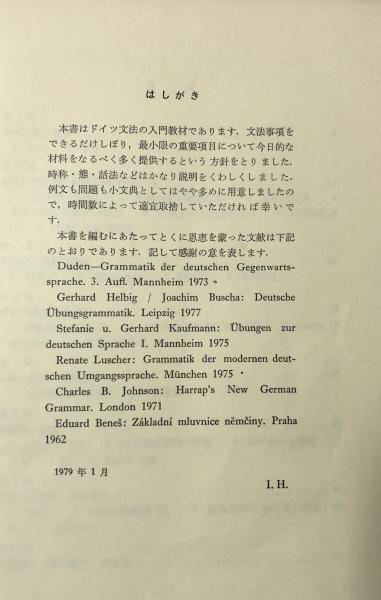 はしがき
本書はドイツ文法の入門教材であります．文法事項を
できるだけしぼり，最小限の重要項目について今日的な
材料をなるべく多く提供するという方針をとりました．
時称・態・話法などはかなり説明をくわしくしました．
例文も問題も小文典としてはやや多めに用意しましたの
で，時間数によって適宜取捨していただければ幸いで
す．
本書を編むにあたってとくに恩恵を蒙った文献は下記
のとおりであります．記して感謝の意を表します．
Duden—Grammatik der deutschen Gegenwarts-
sprache. 3. Aufl. Mannheim 1973
Gerhard Helbig / Joachim Buscha: Deutsche
Übungsgrammatik. Leipzig 1977
Stefanie u. Gerhard Kaufmann: Übungen zur
deutschen Sprache I. Mannheim 1975
Renate Luscher: Grammatik der modernen deut-
schen Umgangssprache. München 1975
Charles B. Johnson: Harrap's New German
Grammar. London 1971
Eduard Beneš: Základní mluvnice němčiny. Praha
1962
1979 年 1 月
I. H.